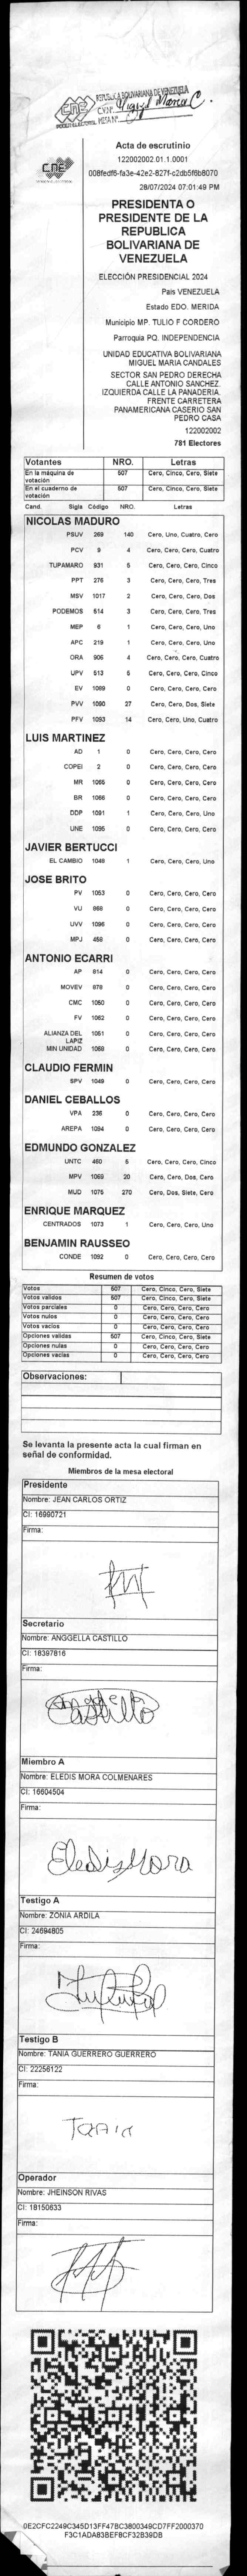 REPUBLICA BOLIVARIANA DE VENEZUELA
cne
Acta de escrutinio
122002002.01.1.0001
008fedf6-fa3e-42e2-827f-c2db5f6b8070
28/07/2024 07:01:49 PM
PRESIDENTA O
PRESIDENTE DE LA
REPUBLICA
BOLIVARIANA DE
VENEZUELA
ELECCIÓN PRESIDENCIAL 2024
Pais VENEZUELA
Estado EDO. MERIDA
Municipio MP. TULIO F CORDERO
Parroquia PQ. INDEPENDENCIA
UNIDAD EDUCATIVA BOLIVARIANA
MIGUEL MARIA CANDALES
SECTOR SAN PEDRO DERECHA
CALLE ANTONIO SANCHEZ.
IZQUIERDA CALLE LA PANADERIA.
FRENTE CARRETERA
PANAMERICANA CASERIO SAN
PEDRO CASA
122002002
781 Electores
Votantes NRO. Letras
En la máquina de votación 507 Cero, Cinco, Cero, Siete
En el cuaderno de votación 507 Cero, Cinco, Cero, Siete
Cand. Sigla Código NRO. Letras
NICOLAS MADURO
PSUV 269 140 Cero, Uno, Cuatro, Cero
PCV 9 4 Cero, Cero, Cero, Cuatro
TUPAMARO 931 5 Cero, Cero, Cero, Cinco
PPT 276 3 Cero, Cero, Cero, Tres
MSV 1017 2 Cero, Cero, Cero, Dos
PODEMOS 514 3 Cero, Cero, Cero, Tres
MEP 6 1 Cero, Cero, Cero, Uno
APC 219 1 Cero, Cero, Cero, Uno
ORA 906 4 Cero, Cero, Cero, Cuatro
UPV 513 5 Cero, Cero, Cero, Cinco
EV 1089 0 Cero, Cero, Cero, Cero
PVV 1090 27 Cero, Cero, Dos, Siete
PFV 1093 14 Cero, Cero, Uno, Cuatro
LUIS MARTINEZ
AD 1 0 Cero, Cero, Cero, Cero
COPEI 2 0 Cero, Cero, Cero, Cero
MR 1065 0 Cero, Cero, Cero, Cero
BR 1066 0 Cero, Cero, Cero, Cero
DDP 1091 1 Cero, Cero, Cero, Uno
UNE 1095 0 Cero, Cero, Cero, Cero
JAVIER BERTUCCI
EL CAMBIO 1048 1 Cero, Cero, Cero, Uno
JOSE BRITO
PV 1053 0 Cero, Cero, Cero, Cero
VU 868 0 Cero, Cero, Cero, Cero
UVV 1096 0 Cero, Cero, Cero, Cero
MPJ 458 0 Cero, Cero, Cero, Cero
ANTONIO ECARRI
AP 814 0 Cero, Cero, Cero, Cero
MOVEV 878 0 Cero, Cero, Cero, Cero
CMC 1050 0 Cero, Cero, Cero, Cero
FV 1062 0 Cero, Cero, Cero, Cero
ALIANZA DEL LAPIZ 1051 0 Cero, Cero, Cero, Cero
MIN UNIDAD 1068 0 Cero, Cero, Cero, Cero
CLAUDIO FERMIN
SPV 1049 0 Cero, Cero, Cero, Cero
DANIEL CEBALLOS
VPA 236 0 Cero, Cero, Cero, Cero
AREPA 1094 0 Cero, Cero, Cero, Cero
EDMUNDO GONZALEZ
UNTC 460 5 Cero, Cero, Cero, Cinco
MPV 1069 20 Cero, Cero, Dos, Cero
MUD 1075 270 Cero, Dos, Siete, Cero
ENRIQUE MARQUEZ
CENTRADOS 1073 1 Cero, Cero, Cero, Uno
BENJAMIN RAUSSEO
CONDE 1092 0 Cero, Cero, Cero, Cero
Resumen de votos
Votos 507 Cero, Cinco, Cero, Siete
Votos validos 507 Cero, Cinco, Cero, Siete
Votos parciales 0 Cero, Cero, Cero, Cero
Votos nulos 0 Cero, Cero, Cero, Cero
Votos vacios 0 Cero, Cero, Cero, Cero
Opciones validas 507 Cero, Cinco, Cero, Siete
Opciones nulas 0 Cero, Cero, Cero, Cero
Opciones vacias 0 Cero, Cero, Cero, Cero
Observaciones:
Se levanta la presente acta la cual firman en
señal de conformidad.
Miembros de la mesa electoral
Presidente
Nombre: JEAN CARLOS ORTIZ
CI: 16990721
Firma:
Secretario
Nombre: ANGGELLA CASTILLO
CI: 18397816
Firma:
Anggella
Castillo
Miembro A
Nombre: ELEDIS MORA COLMENARES
CI: 16604504
Firma:
Eledis Mora
Testigo A
Nombre: ZONIA ARDILA
CI: 24694805
Firma:
Testigo B
Nombre: TANIA GUERRERO GUERRERO
CI: 22256122
Firma:
TaNia
Operador
Nombre: JHEINSON RIVAS
CI: 18150633
Firma:
0E2CFC2249C345D13FF47BC3800349CD7FF2000370
F3C1ADA83BEF8CF32B39DB